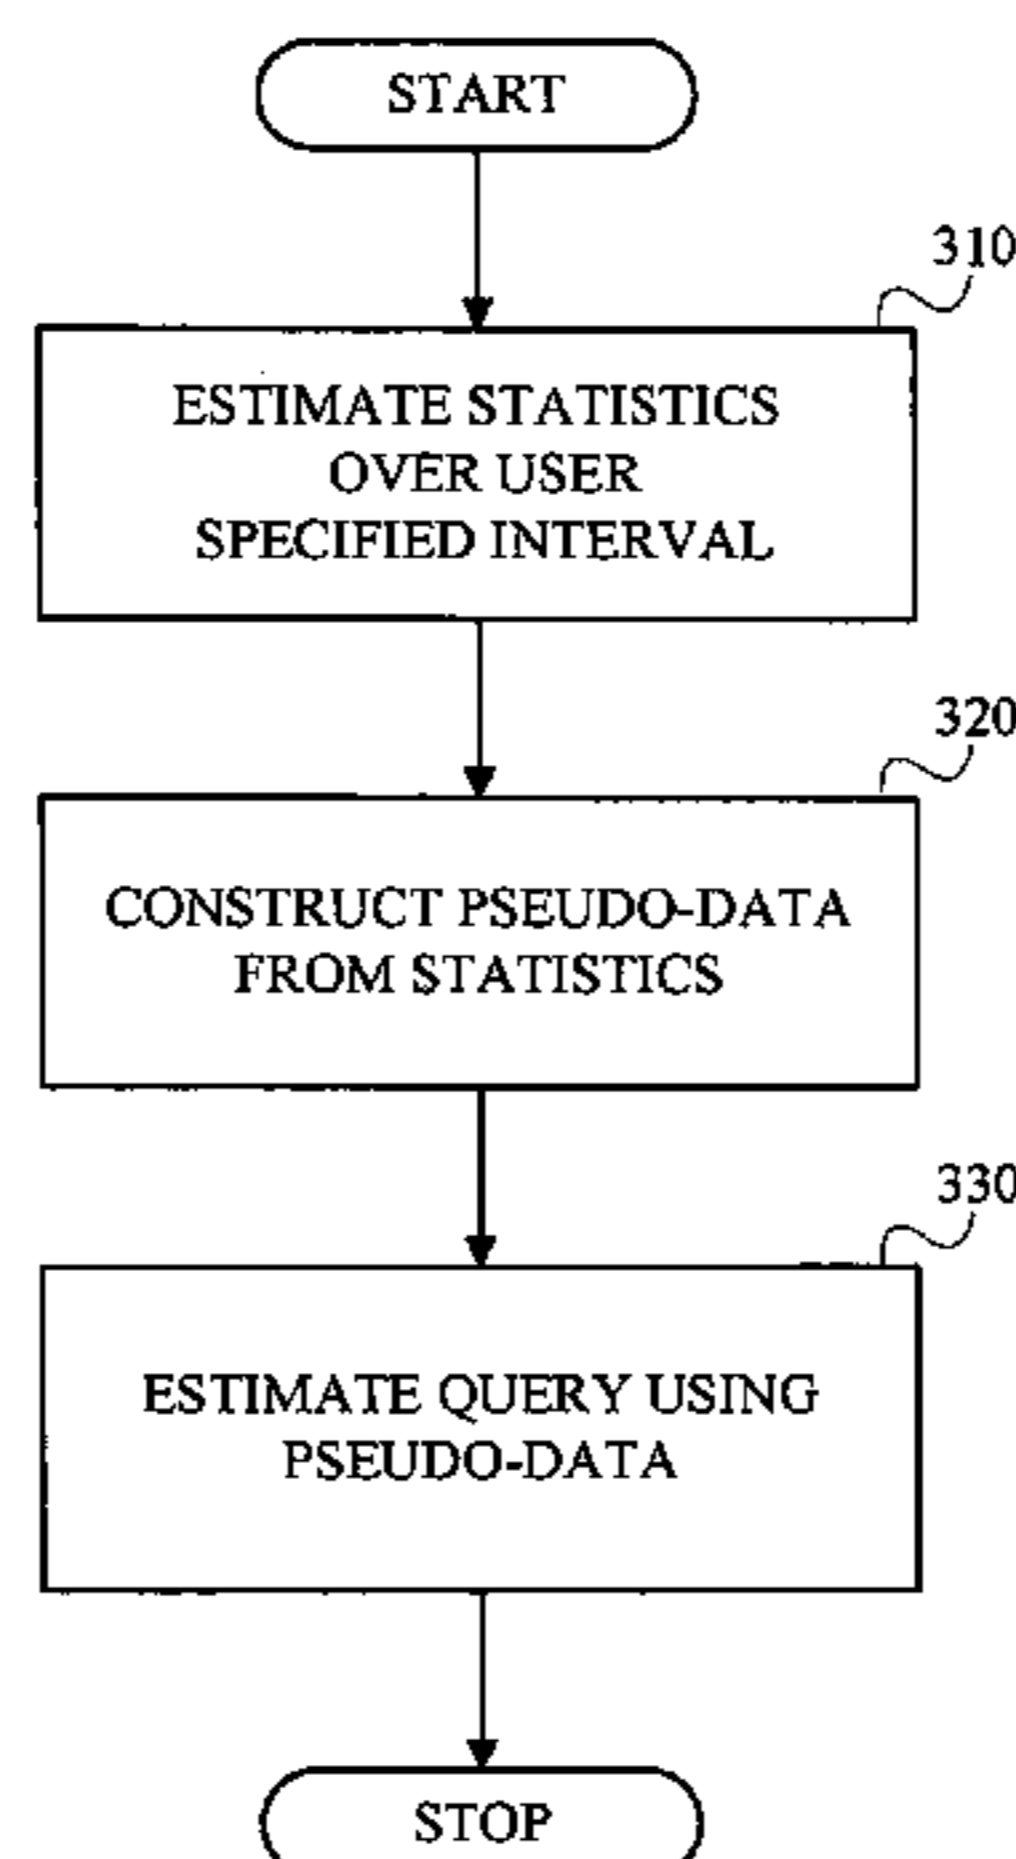 START
310
ESTIMATE STATISTICS
OVER USER
SPECIFIED INTERVAL
320
CONSTRUCT PSEUDO-DATA
FROM STATISTICS
330
ESTIMATE QUERY USING
PSEUDO-DATA
STOP